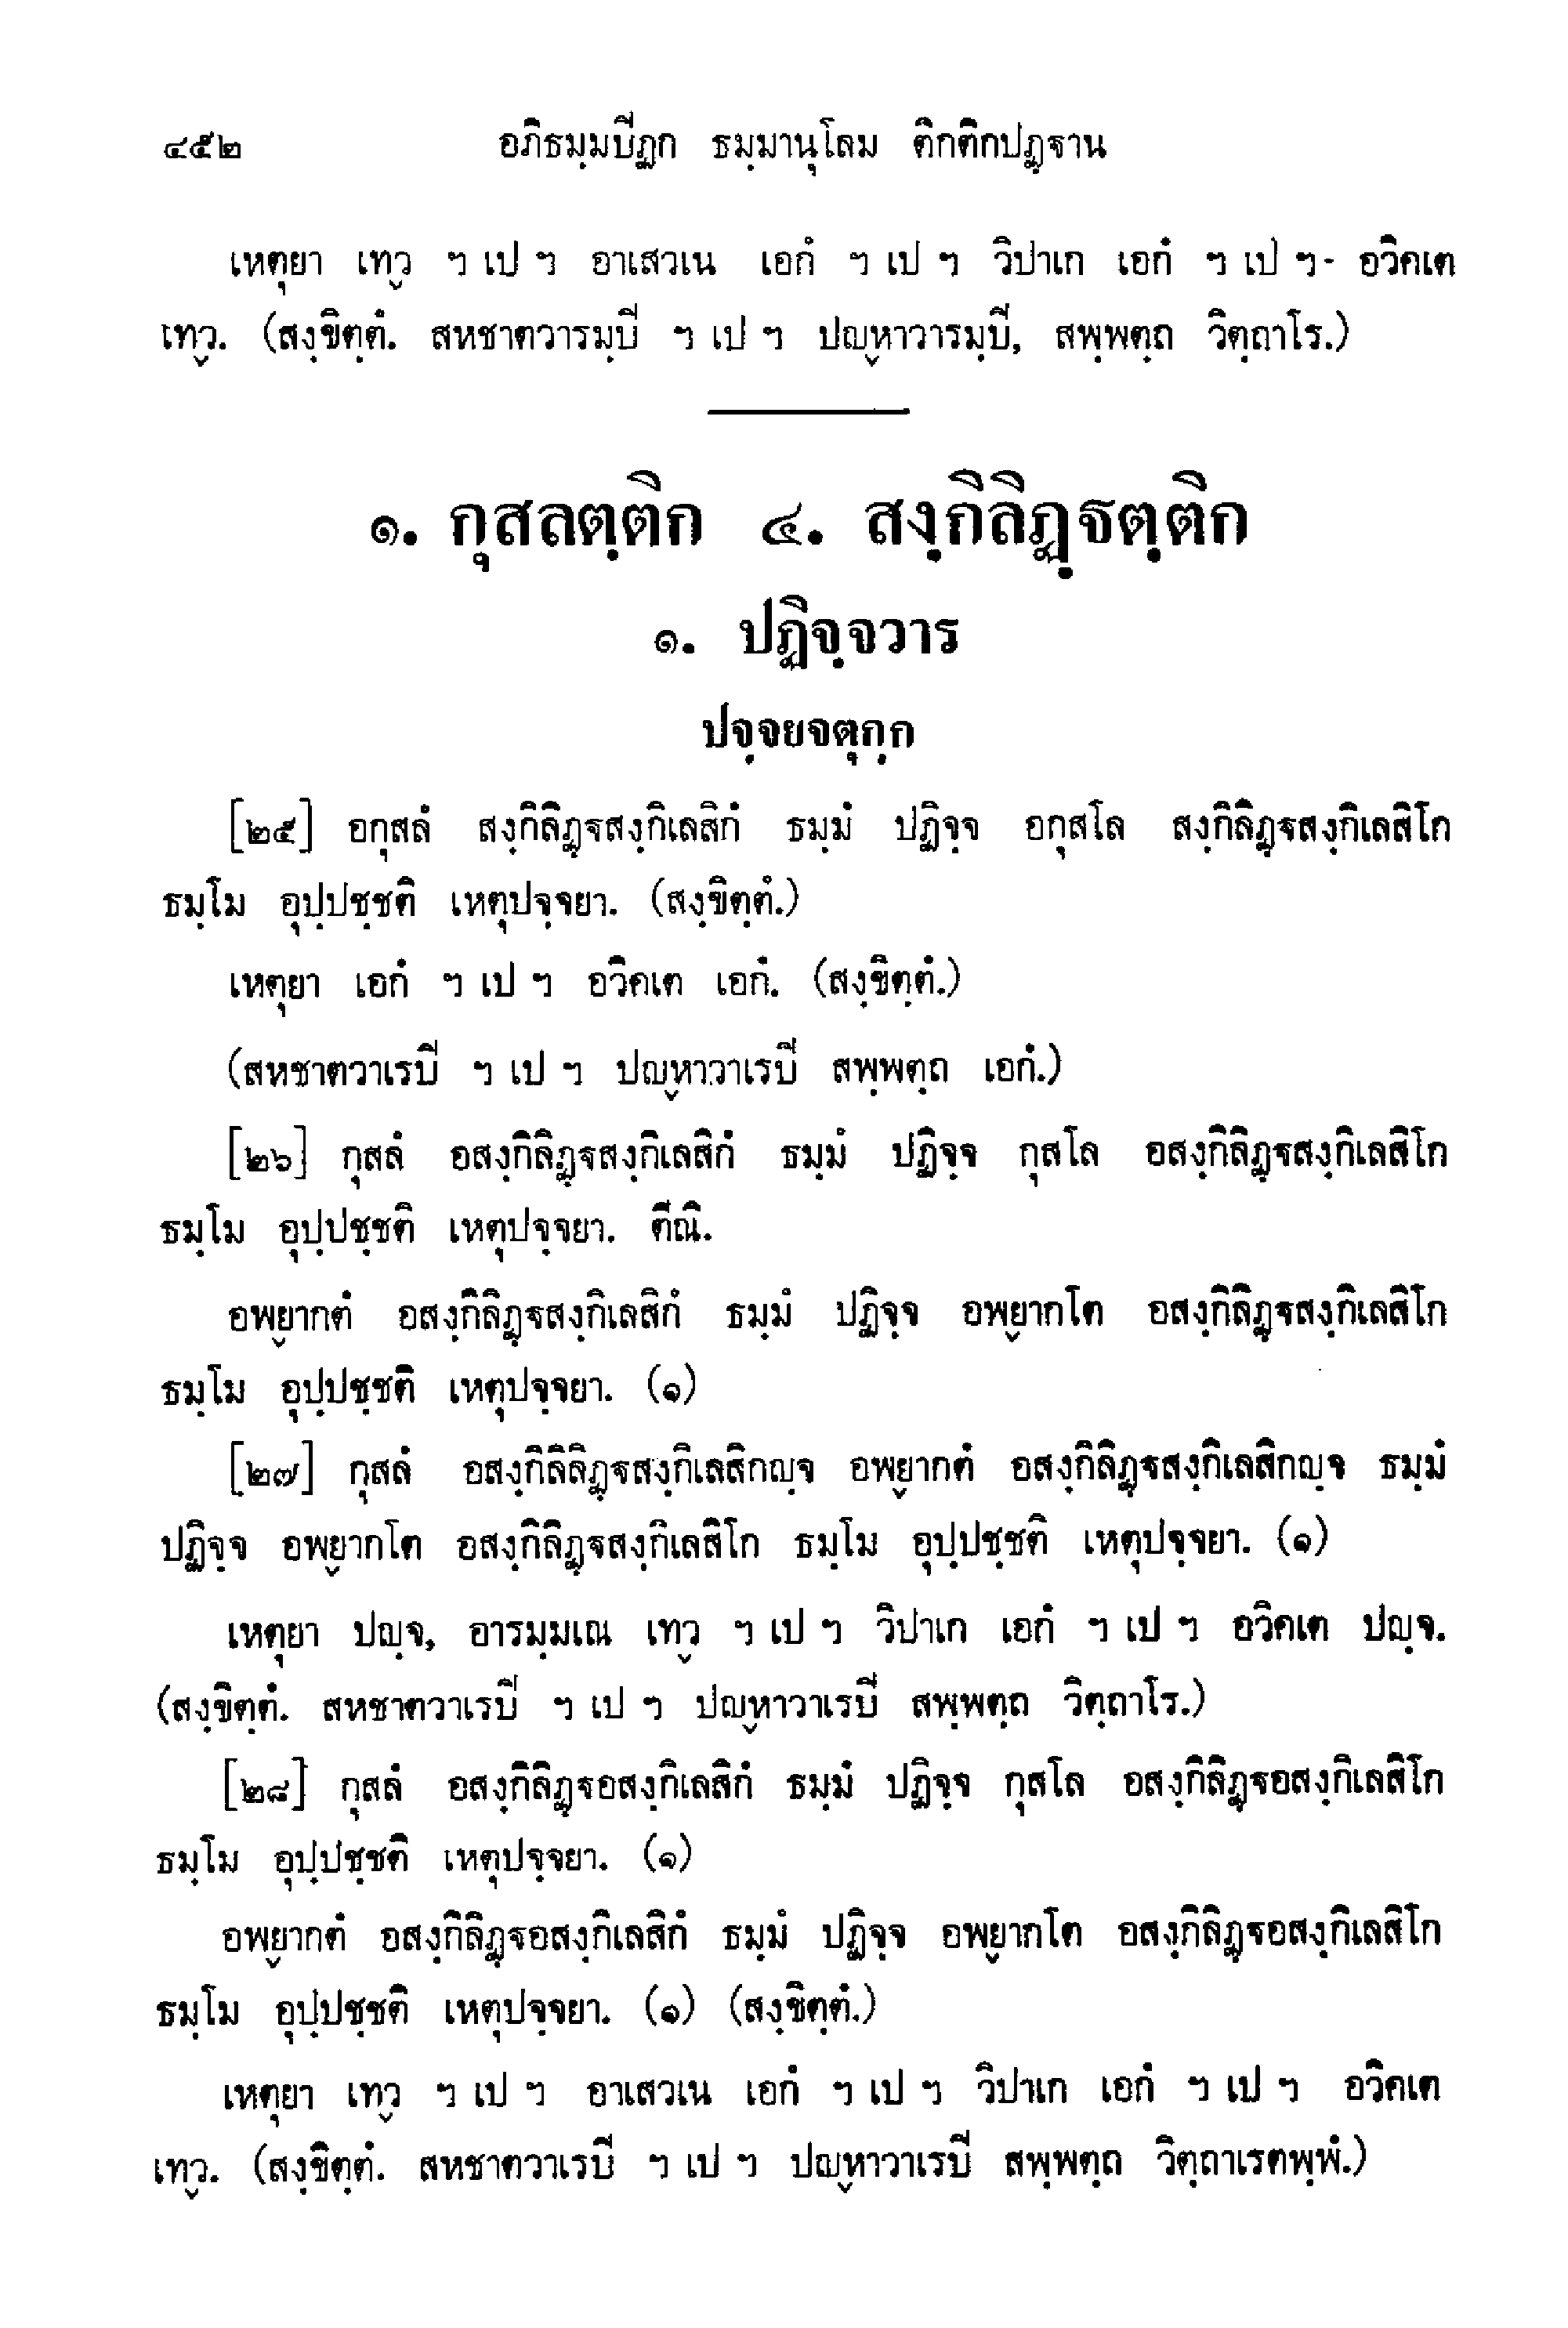 ๔๕๒ อภิธมฺมปิฏก ธมฺมานุโลม ติกติกปฏฺฐาน
เหตุยา เทฺว ฯ เป ฯ อาเสวเน เอกํ ฯ เป ฯ วิปาเก เอกํ ฯ เป ฯ- อวิคเต
เทฺว. (สงฺขิตฺตํ. สหชาตวารมฺปี ฯ เป ฯ ปญฺหาวารมฺปี, สพฺพตฺถ วิตฺถาโร.)
๑. กุสลตฺติก ๔. สงฺกิลิฏฺฐตฺติก
๑. ปฏิจฺจวาร
ปจฺจยจตุกฺก
[๒๕] อกุสลํ สงฺกิลิฏฺฐสงฺกิเลสิกํ ธมฺมํ ปฏิจฺจ อกุสโล สงฺกิลิฏฺฐสงฺกิเลสิโก
ธมฺโม อุปฺปชฺชติ เหตุปจฺจยา. (สงฺขิตฺตํ.)
เหตุยา เอกํ ฯ เป ฯ อวิคเต เอกํ. (สงฺขิตฺตํ.)
(สหชาตวาเรปี ฯ เป ฯ ปญฺหาวาเรปี สพฺพตฺถ เอกํ.)
[๒๖] กุสลํ อสงฺกิลิฏฺฐสงฺกิเลสิกํ ธมฺมํ ปฏิจฺจ กุสโล อสงฺกิลิฏฺฐสงฺกิเลสิโก
ธมฺโม อุปฺปชฺชติ เหตุปจฺจยา. ตีณิ.
อพฺยากตํ อสงฺกิลิฏฺฐสงฺกิเลสิกํ ธมฺมํ ปฏิจฺจ อพฺยากโต อสงฺกิลิฏฺฐสงฺกิเลสิโก
ธมฺโม อุปฺปชฺชติ เหตุปจฺจยา. (๑)
[๒๗] กุสลํ อสงฺกิลิลิฏฺฐสงฺกิเลสิกญฺจ อพฺยากตํ อสงฺกิลิฏฺฐสงฺกิเลสิกญฺจ ธมฺมํ
ปฏิจฺจ อพฺยากโต อสงฺกิลิฏฺฐสงฺกิเลสิโก ธมฺโม อุปฺปชฺชติ เหตุปจฺจยา. (๑)
เหตุยา ปญฺจ, อารมฺมเณ เทฺว ฯ เป ฯ วิปาเก เอกํ ฯ เป ฯ อวิคเต ปญฺจ.
(สงฺขิตฺตํ. สหชาตวาเรปี ฯ เป ฯ ปญฺหาวาเรปี สพฺพตฺถ วิตฺถาโร.)
[๒๘] กุสลํ อสงฺกิลิฏฺฐอสงฺกิเลสิกํ ธมฺมํ ปฏิจฺจ กุสโล อสงฺกิลิฏฺฐอสงฺกิเลสิโก
ธมฺโม อุปฺปชฺชติ เหตุปจฺจยา. (๑)
อพฺยากตํ อสงฺกิลิฏฺฐอสงฺกิเลสิกํ ธมฺมํ ปฏิจฺจ อพฺยากโต อสงฺกิลิฏฺฐอสงฺกิเลสิโก
ธมฺโม อุปฺปชฺชติ เหตุปจฺจยา. (๑) (สงฺขิตฺตํ.)
เหตุยา เทฺว ฯ เป ฯ อาเสวเน เอกํ ฯ เป ฯ วิปาเก เอกํ ฯ เป ฯ อวิคเต
เทฺว. (สงฺขิตฺตํ. สหชาตวาเรปี ฯ เป ฯ ปญฺหาวาเรปี สพฺพตฺถ วิตฺถาเรตพฺพํ.)